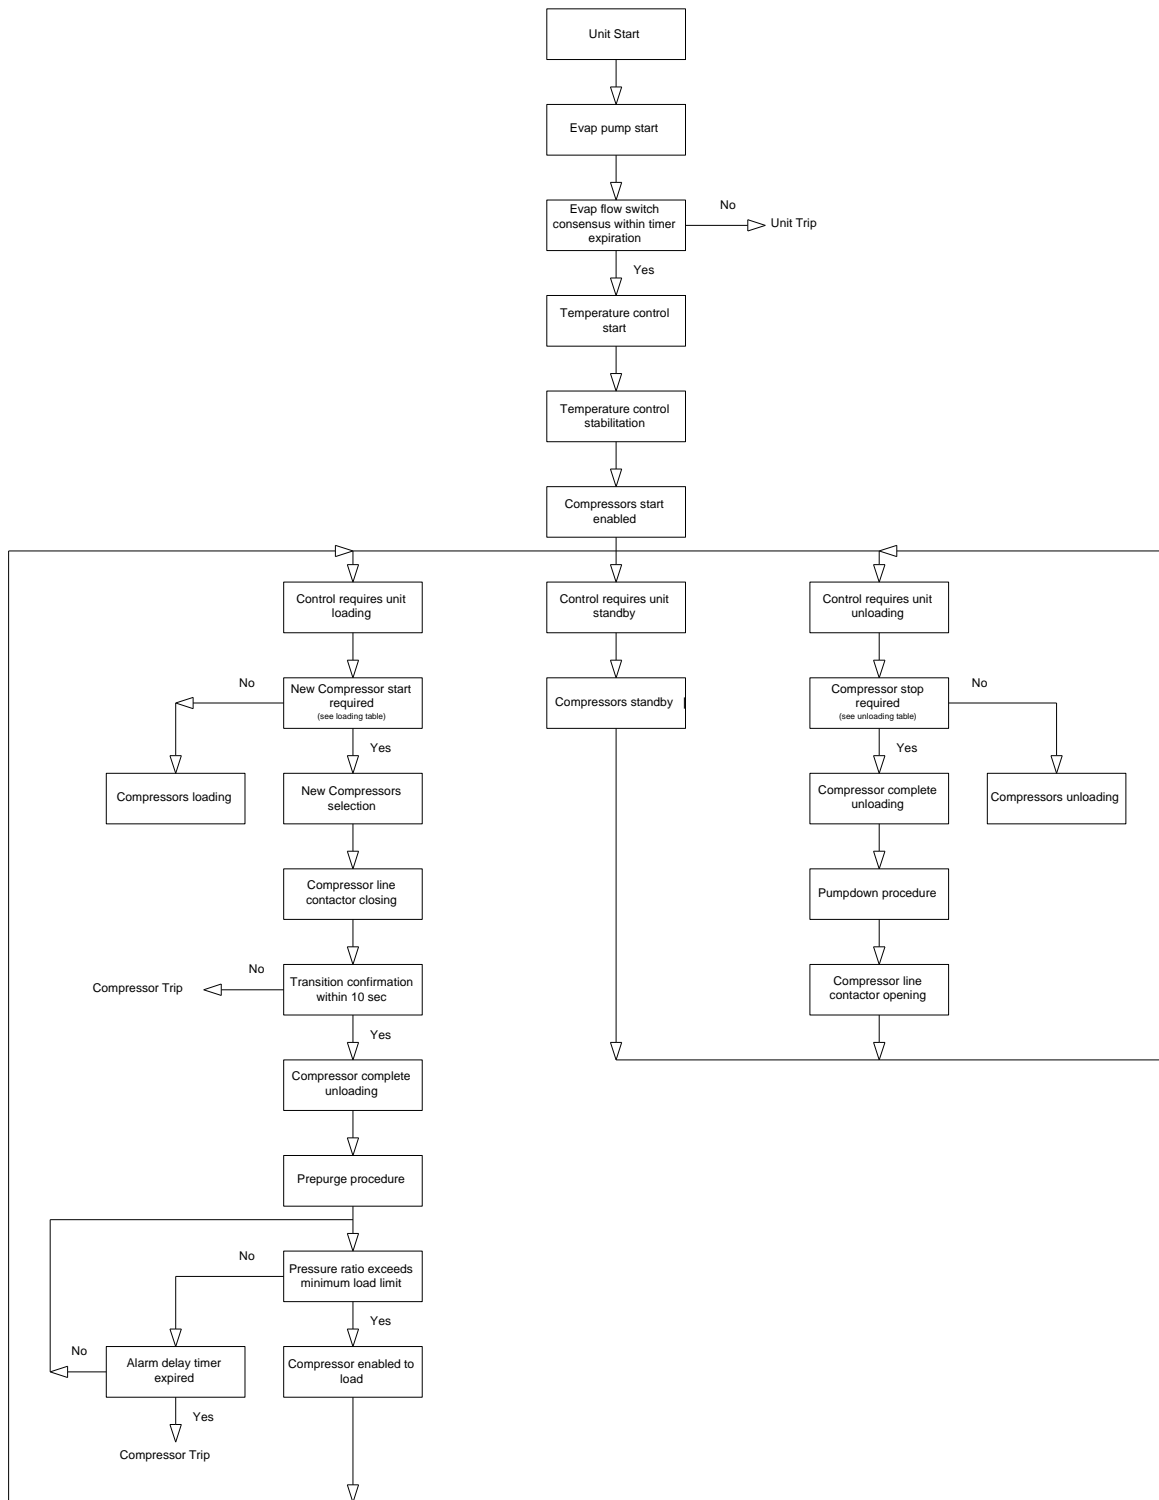 Unit Start
Evap pump start
Evap flow switch
consensus within timer
expiration
No
Unit Trip
Yes
Temperature control
start
Temperature control
stabilitation
Compressors start
enabled
Control requires unit
loading
Control requires unit
standby
Control requires unit
unloading
No
New Compressor start
required
(see loading table)
Compressors standby
Compressor stop
required
(see unloading table)
No
Yes
Yes
Compressors loading
New Compressors
selection
Compressor complete
unloading
Compressors unloading
Compressor line
contactor closing
Pumpdown procedure
No
Compressor Trip
Transition confirmation
within 10 sec
Compressor line
contactor opening
Yes
Compressor complete
unloading
Prepurge procedure
No
Pressure ratio exceeds
minimum load limit
Yes
No
Alarm delay timer
expired
Compressor enabled to
load
Yes
Compressor Trip